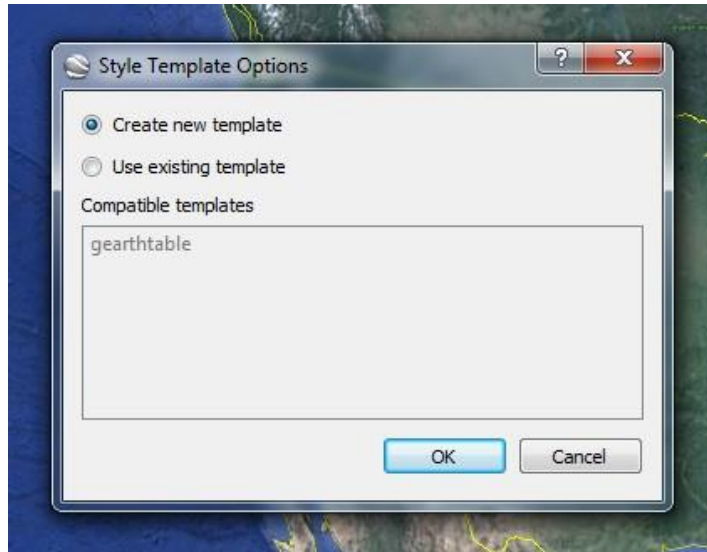 Style Template Options
Create new template
Use existing template
Compatible templates
gearthtable
OK Cancel